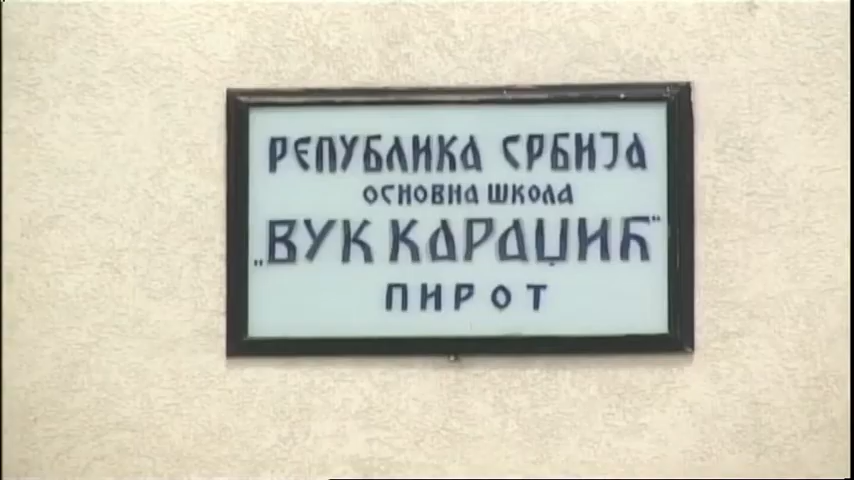 РЕПУБЛИКА СРБИЈА
ОСНОВНА ШКОЛА
„ВУК КАРАЏИЋ”
ПИРОТ